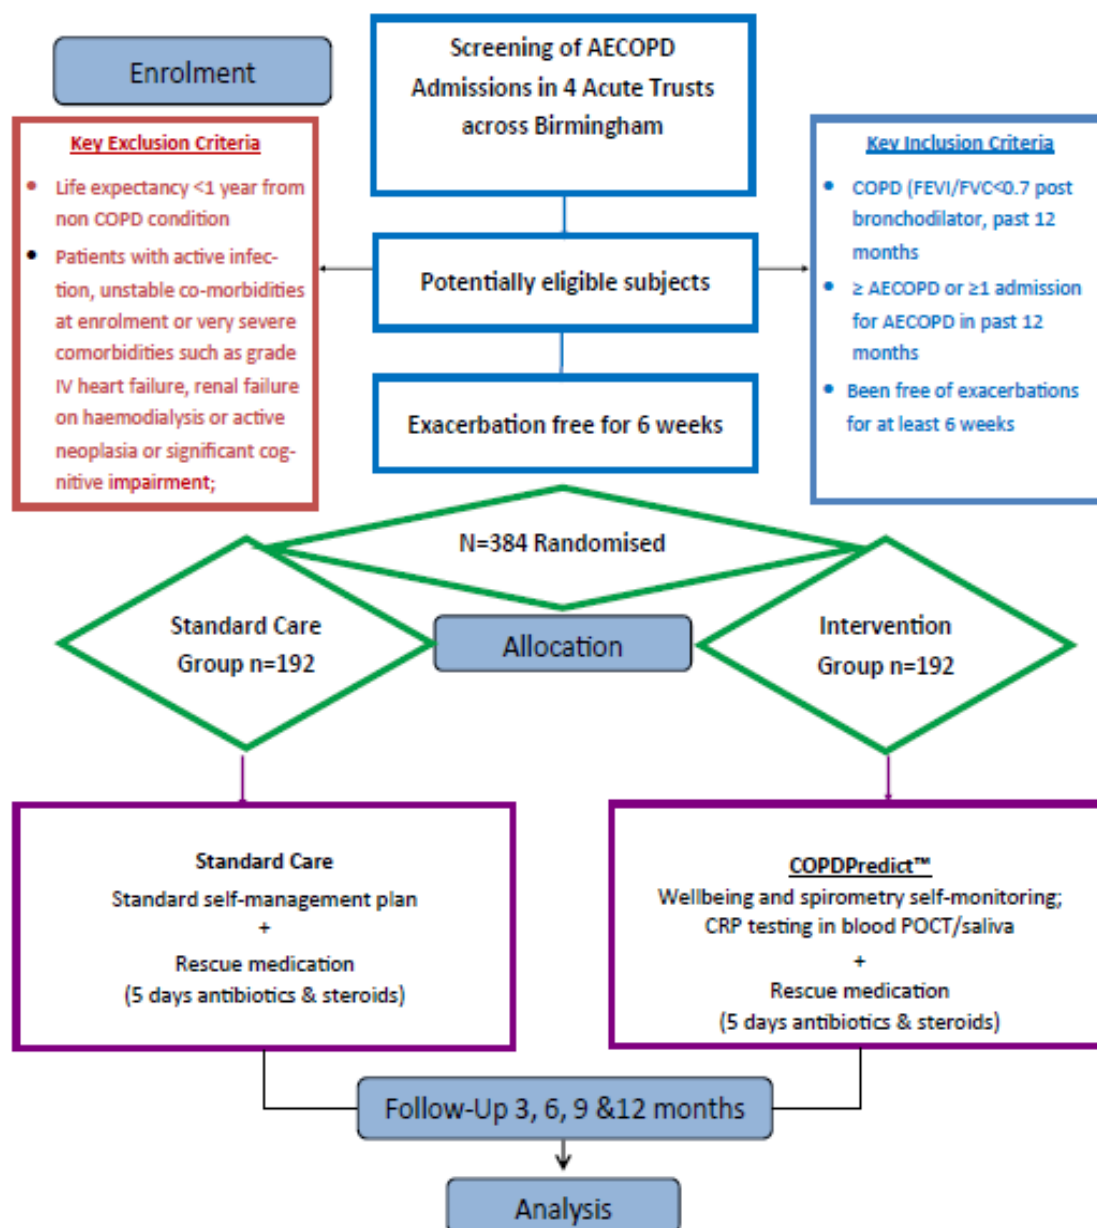 Enrolment
Screening of AECOPD
Admissions in 4 Acute Trusts
across Birmingham
Key Exclusion Criteria
• Life expectancy <1 year from
non COPD condition
• Patients with active infec-
tion, unstable co-morbidities
at enrolment or very severe
comorbidities such as grade
IV heart failure, renal failure
on haemodialysis or active
neoplasia or significant cog-
nitive impairment;
Key Inclusion Criteria
• COPD (FEVI/FVC<0.7 post
bronchodilator, past 12
months
• ≥ AECOPD or ≥1 admission
for AECOPD in past 12
months
• Been free of exacerbations
for at least 6 weeks
Potentially eligible subjects
Exacerbation free for 6 weeks
N=384 Randomised
Standard Care
Group n=192
Allocation
Intervention
Group n=192
Standard Care
Standard self-management plan
+
Rescue medication
(5 days antibiotics & steroids)
COPDPredict™
Wellbeing and spirometry self-monitoring;
CRP testing in blood POCT/saliva
+
Rescue medication
(5 days antibiotics & steroids)
Follow-Up 3, 6, 9 &12 months
Analysis